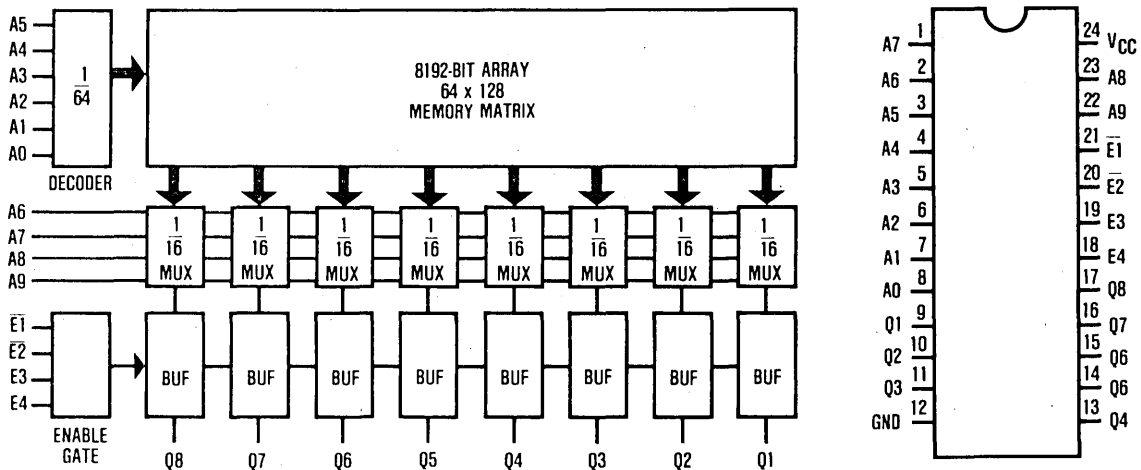 A5
A4
A3
A2
A1
A0
1
64
DECODER
8192-BIT ARRAY
64 x 128
MEMORY MATRIX
A6
A7
A8
A9
1
16
MUX
1
16
MUX
1
16
MUX
1
16
MUX
1
16
MUX
1
16
MUX
1
16
MUX
1
16
MUX
E1
E2
E3
E4
ENABLE
GATE
BUF
BUF
BUF
BUF
BUF
BUF
BUF
BUF
Q8 Q7 Q6 Q5 Q4 Q3 Q2 Q1
A7 1
A6 2
A5 3
A4 4
A3 5
A2 6
A1 7
A0 8
Q1 9
Q2 10
Q3 11
GND 12
24 VCC
23 A8
22 A9
21 E1
20 E2
19 E3
18 E4
17 Q8
16 Q7
15 Q6
14 Q6
13 Q4